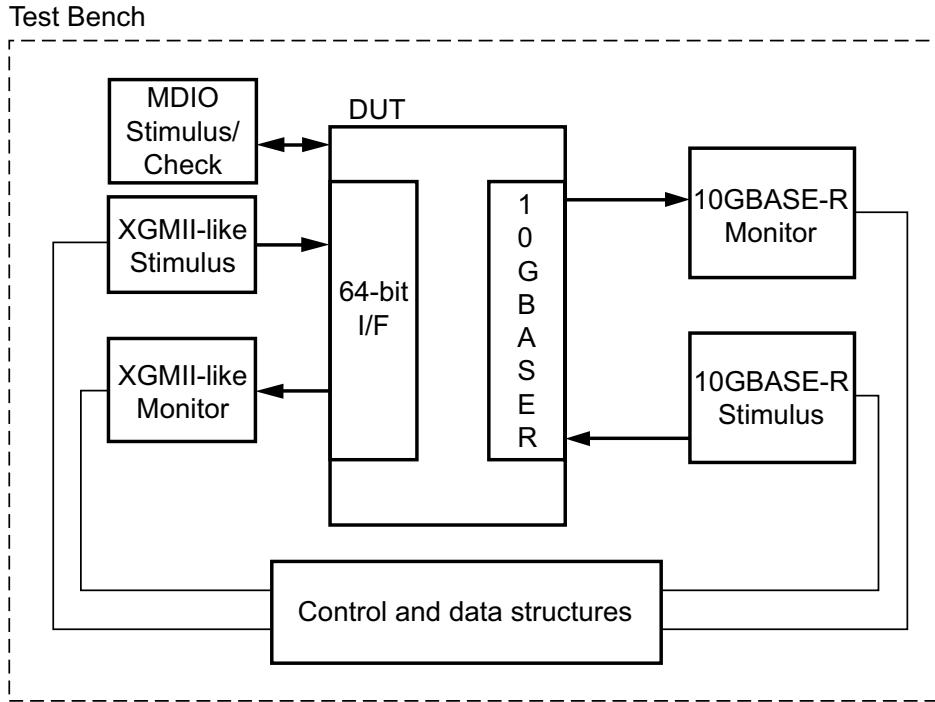 Test Bench
MDIO
Stimulus/
Check
DUT
XGMII-like
Stimulus
XGMII-like
Monitor
64-bit
I/F
1
0
G
B
A
S
E
R
10GBASE-R
Monitor
10GBASE-R
Stimulus
Control and data structures